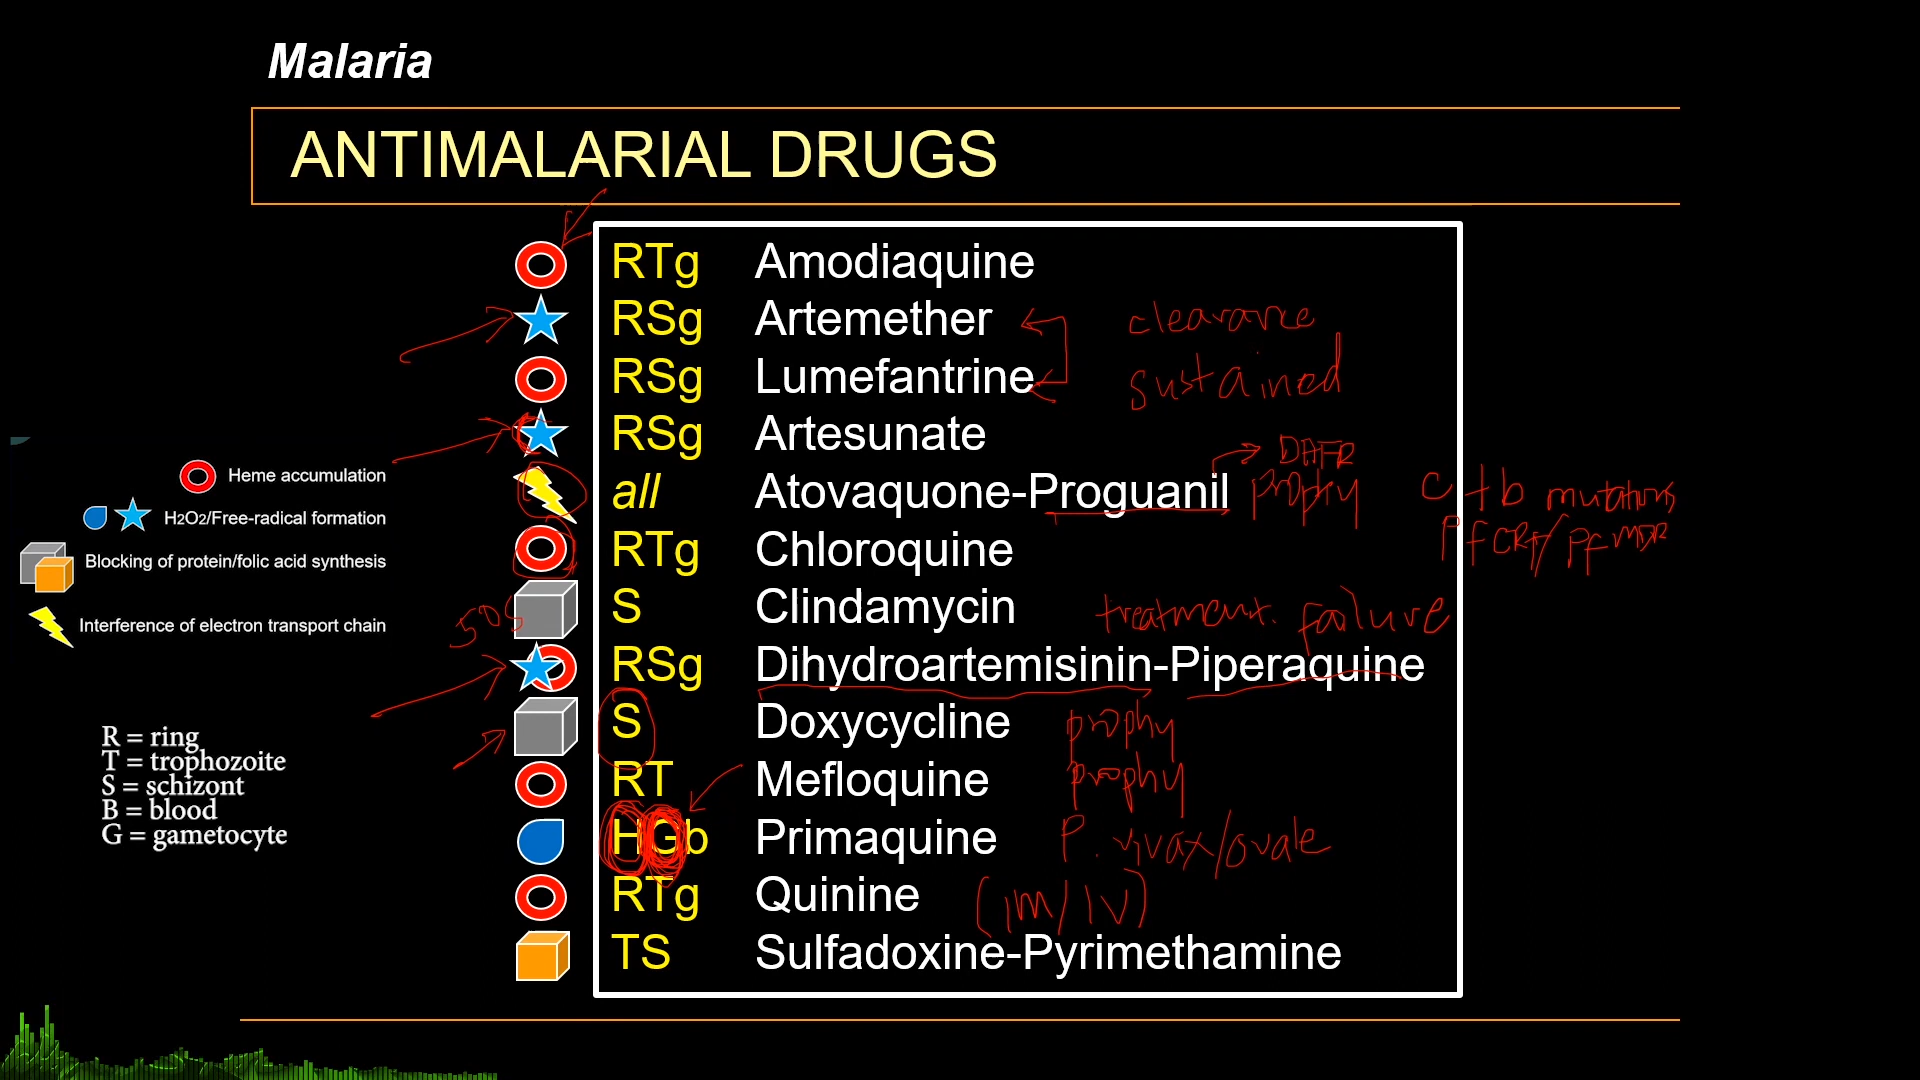 Malaria
ANTIMALARIAL DRUGS
RTg Amodiaquine
RSg Artemether clearance
RSg Lumefantrine sustained
RSg Artesunate
DHFR
all Atovaquone-Proguanil prophy cytb mutations
RTg Chloroquine PfCRT/PfMDR
50s S Clindamycin treatment. failure
RSg Dihydroartemisinin-Piperaquine
S Doxycycline prophy
RT Mefloquine prophy
HGb Primaquine P. vivax/ovale
RTg Quinine (IM/IV)
TS Sulfadoxine-Pyrimethamine
Heme accumulation
H2O2/Free-radical formation
Blocking of protein/folic acid synthesis
Interference of electron transport chain
R = ring
T = trophozoite
S = schizont
B = blood
G = gametocyte